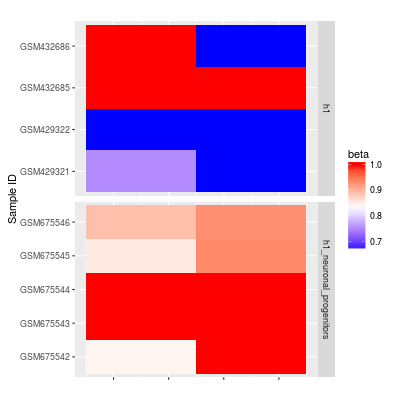 GSM432686
GSM432685
GSM429322
GSM429321
h1
GSM675546
GSM675545
GSM675544
GSM675543
GSM675542
h1_neuronal_progenitors
Sample ID
beta
1.0
0.9
0.8
0.7